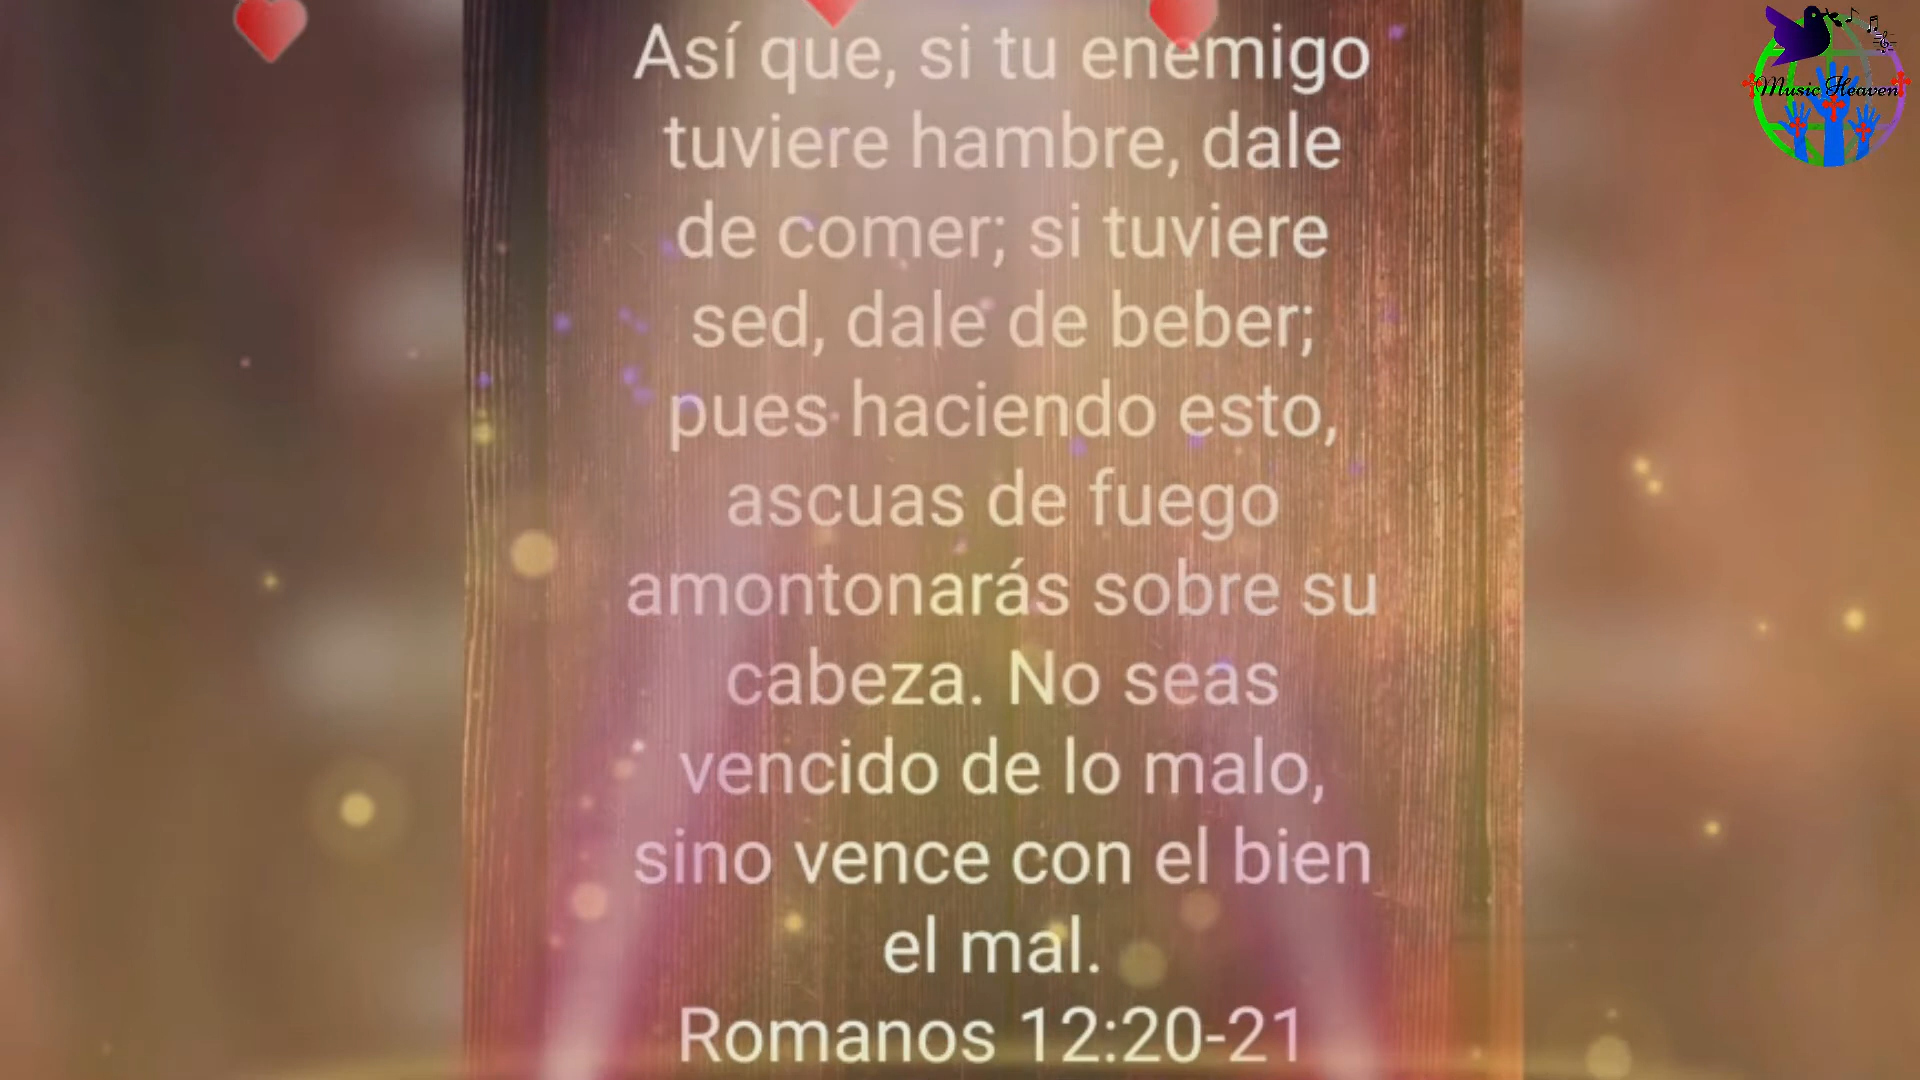 Así que, si tu enemigo
tuviere hambre, dale
de comer; si tuviere
sed, dale de beber;
pues haciendo esto,
ascuas de fuego
amontonarás sobre su
cabeza. No seas
vencido de lo malo,
sino vence con el bien
el mal.
Romanos 12:20-21
Music Heaven